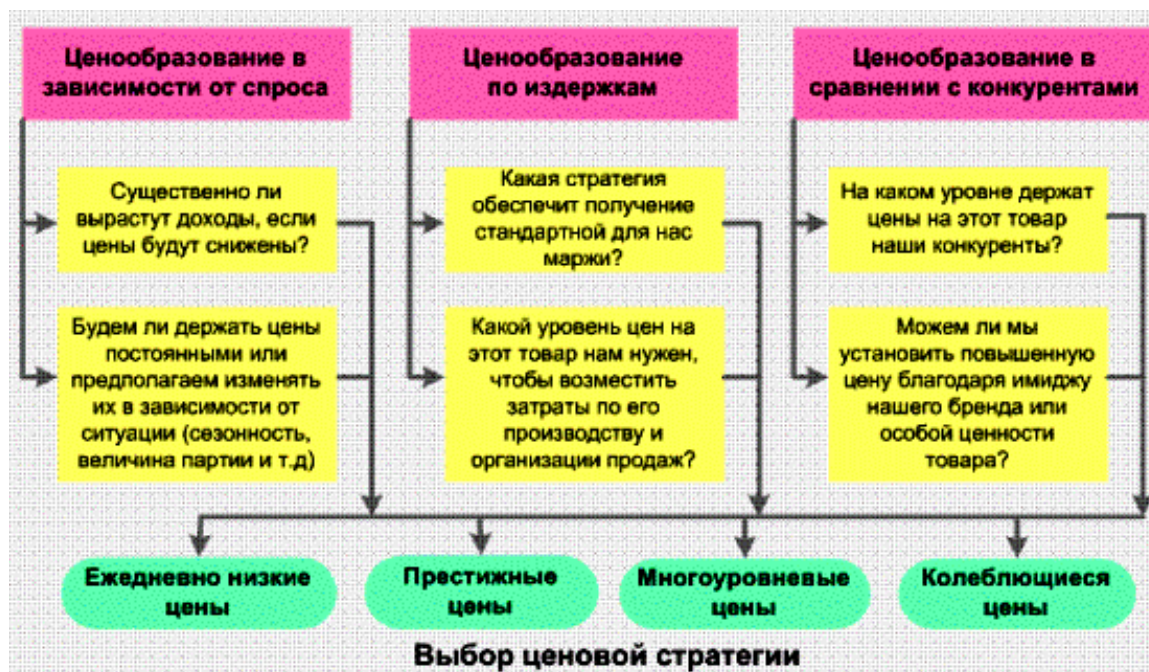 Ценообразование в
зависимости от спроса
Ценообразование
по издержкам
Ценообразование в
сравнении с конкурентами
Существенно ли
вырастут доходы, если
цены будут снижены?
Какая стратегия
обеспечит получение
стандартной для нас
маржи?
На каком уровне держат
цены на этот товар
наши конкуренты?
Будем ли держать цены
постоянными или
предполагаем изменять
их в зависимости от
ситуации (сезонность,
величина партии и т.д)
Какой уровень цен на
этот товар нам нужен,
чтобы возместить
затраты по его
производству и
организации продаж?
Можем ли мы
установить повышенную
цену благодаря имиджу
нашего бренда или
особой ценности
товара?
Ежедневно низкие
цены
Престижные
цены
Многоуровневые
цены
Колеблющиеся
цены
Выбор ценовой стратегии